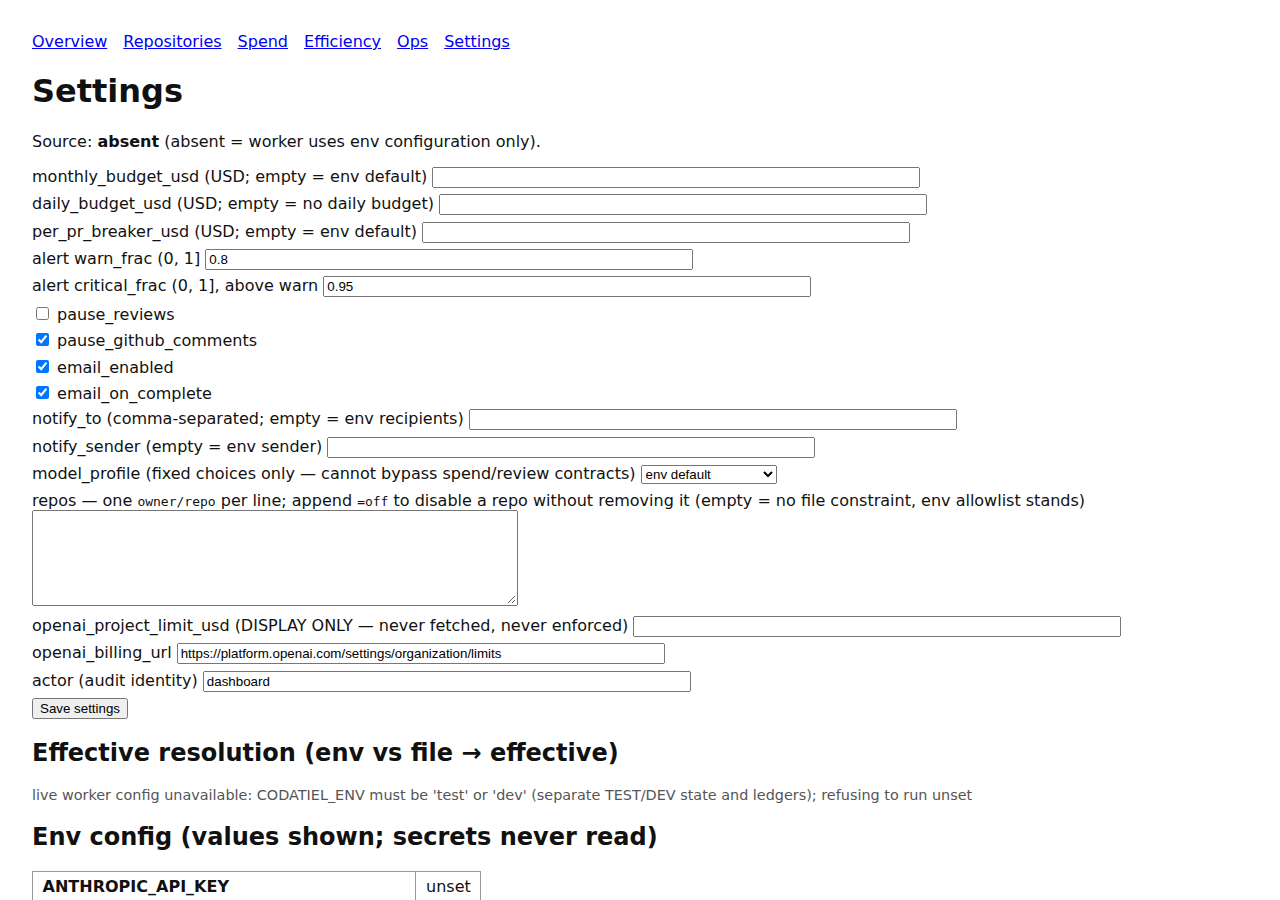 Overview Repositories Spend Efficiency Ops Settings
Settings
Source: absent (absent = worker uses env configuration only).
monthly_budget_usd (USD; empty = env default)
daily_budget_usd (USD; empty = no daily budget)
per_pr_breaker_usd (USD; empty = env default)
alert warn_frac (0, 1] 0.8
alert critical_frac (0, 1], above warn 0.95
pause_reviews
pause_github_comments
email_enabled
email_on_complete
notify_to (comma-separated; empty = env recipients)
notify_sender (empty = env sender)
model_profile (fixed choices only — cannot bypass spend/review contracts) env default
repos — one owner/repo per line; append =off to disable a repo without removing it (empty = no file constraint, env allowlist stands)
openai_project_limit_usd (DISPLAY ONLY — never fetched, never enforced)
openai_billing_url https://platform.openai.com/settings/organization/limits
actor (audit identity) dashboard
Save settings
Effective resolution (env vs file → effective)
live worker config unavailable: CODATIEL_ENV must be 'test' or 'dev' (separate TEST/DEV state and ledgers); refusing to run unset
Env config (values shown; secrets never read)
ANTHROPIC_API_KEY unset